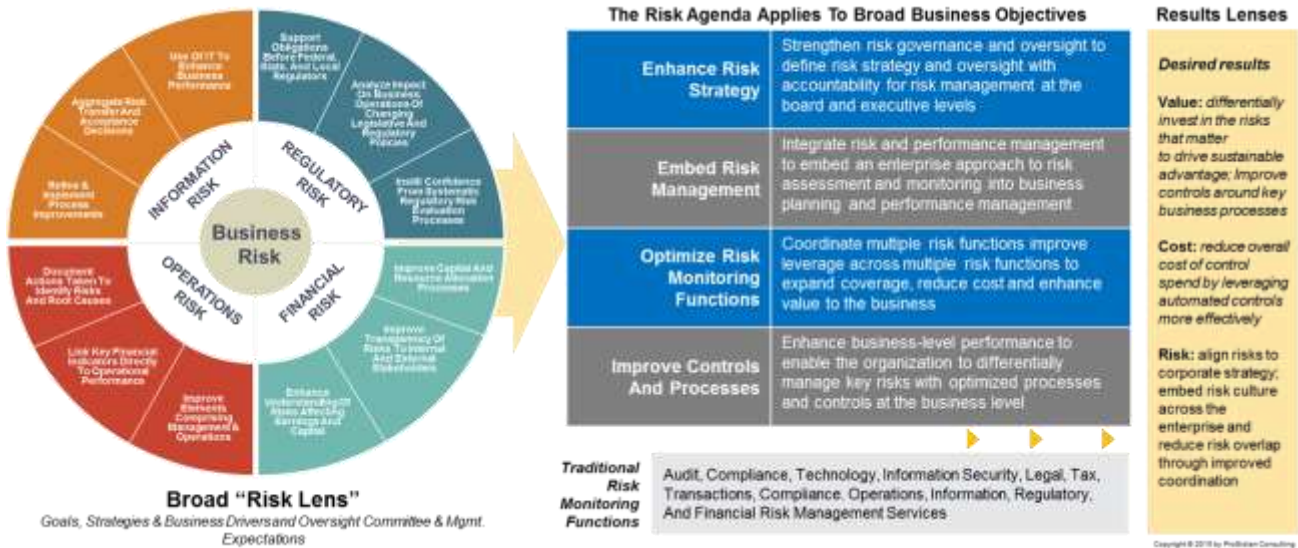 Use Of IT To
Enhance
Business
Performance
Aggregate Risk
Transfer And
Acceptance
Decisions
Refine &
Implement
Process
Improvements
Support
Obligations
Before Federal,
State, And Local
Regulators
Analyze Impact
On Business
Operations Of
Changing
Legislative And
Regulatory
Policies
Instill Confidence
From Systematic
Regulatory Risk
Evaluation
Processes
INFORMATION
RISK
REGULATORY
RISK
Business
Risk
OPERATIONS
RISK
FINANCIAL
RISK
Document
Actions Taken To
Identify Risks
And Root Causes
Link Key Financial
Indicators Directly
To Operational
Performance
Improve
Elements
Comprising
Management &
Operations
Improve Capital And
Resource Allocation
Processes
Improve
Transparency Of
Risks To Internal
And External
Stakeholders
Enhance
Understanding Of
Risks Affecting
Earnings And
Capital
Broad “Risk Lens”
Goals, Strategies & Business Drivers and Oversight Committee & Mgmt.
Expectations
The Risk Agenda Applies To Broad Business Objectives
Enhance Risk
Strategy
Strengthen risk governance and oversight to
define risk strategy and oversight with
accountability for risk management at the
board and executive levels
Embed Risk
Management
Integrate risk and performance management
to embed an enterprise approach to risk
assessment and monitoring into business
planning and performance management
Optimize Risk
Monitoring
Functions
Coordinate multiple risk functions improve
leverage across multiple risk functions to
expand coverage, reduce cost and enhance
value to the business
Improve Controls
And Processes
Enhance business-level performance to
enable the organization to differentially
manage key risks with optimized processes
and controls at the business level
Traditional
Risk
Monitoring
Functions
Audit, Compliance, Technology, Information Security, Legal, Tax,
Transactions, Compliance, Operations, Information, Regulatory,
And Financial Risk Management Services
Results Lenses
Desired results
Value: differentially
invest in the risks
that matter
to drive sustainable
advantage; Improve
controls around key
business processes
Cost: reduce overall
cost of control
spend by leveraging
automated controls
more effectively
Risk: align risks to
corporate strategy;
embed risk culture
across the
enterprise and
reduce risk overlap
through improved
coordination
Copyright © 2010 by ProSidian Consulting